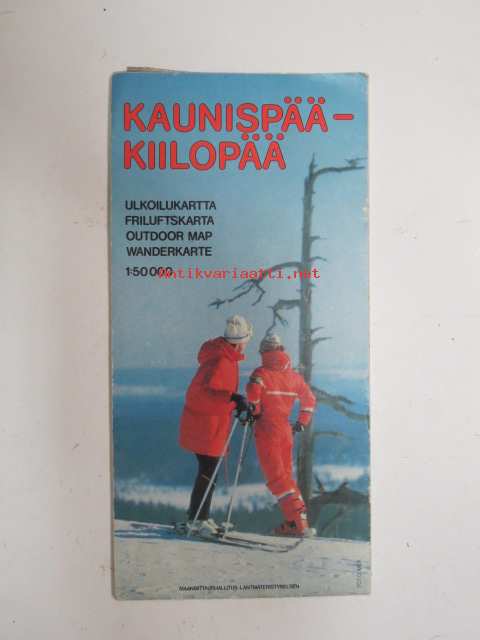 KAUNISPÄÄ–
KIILOPÄÄ
ULKOILUKARTTA
FRILUFTSKARTA
OUTDOOR MAP
WANDERKARTE
1:50 000
antikvariaatti.net
MAANMITTAUSHALLITUS LANTMÄTERISTYRELSEN